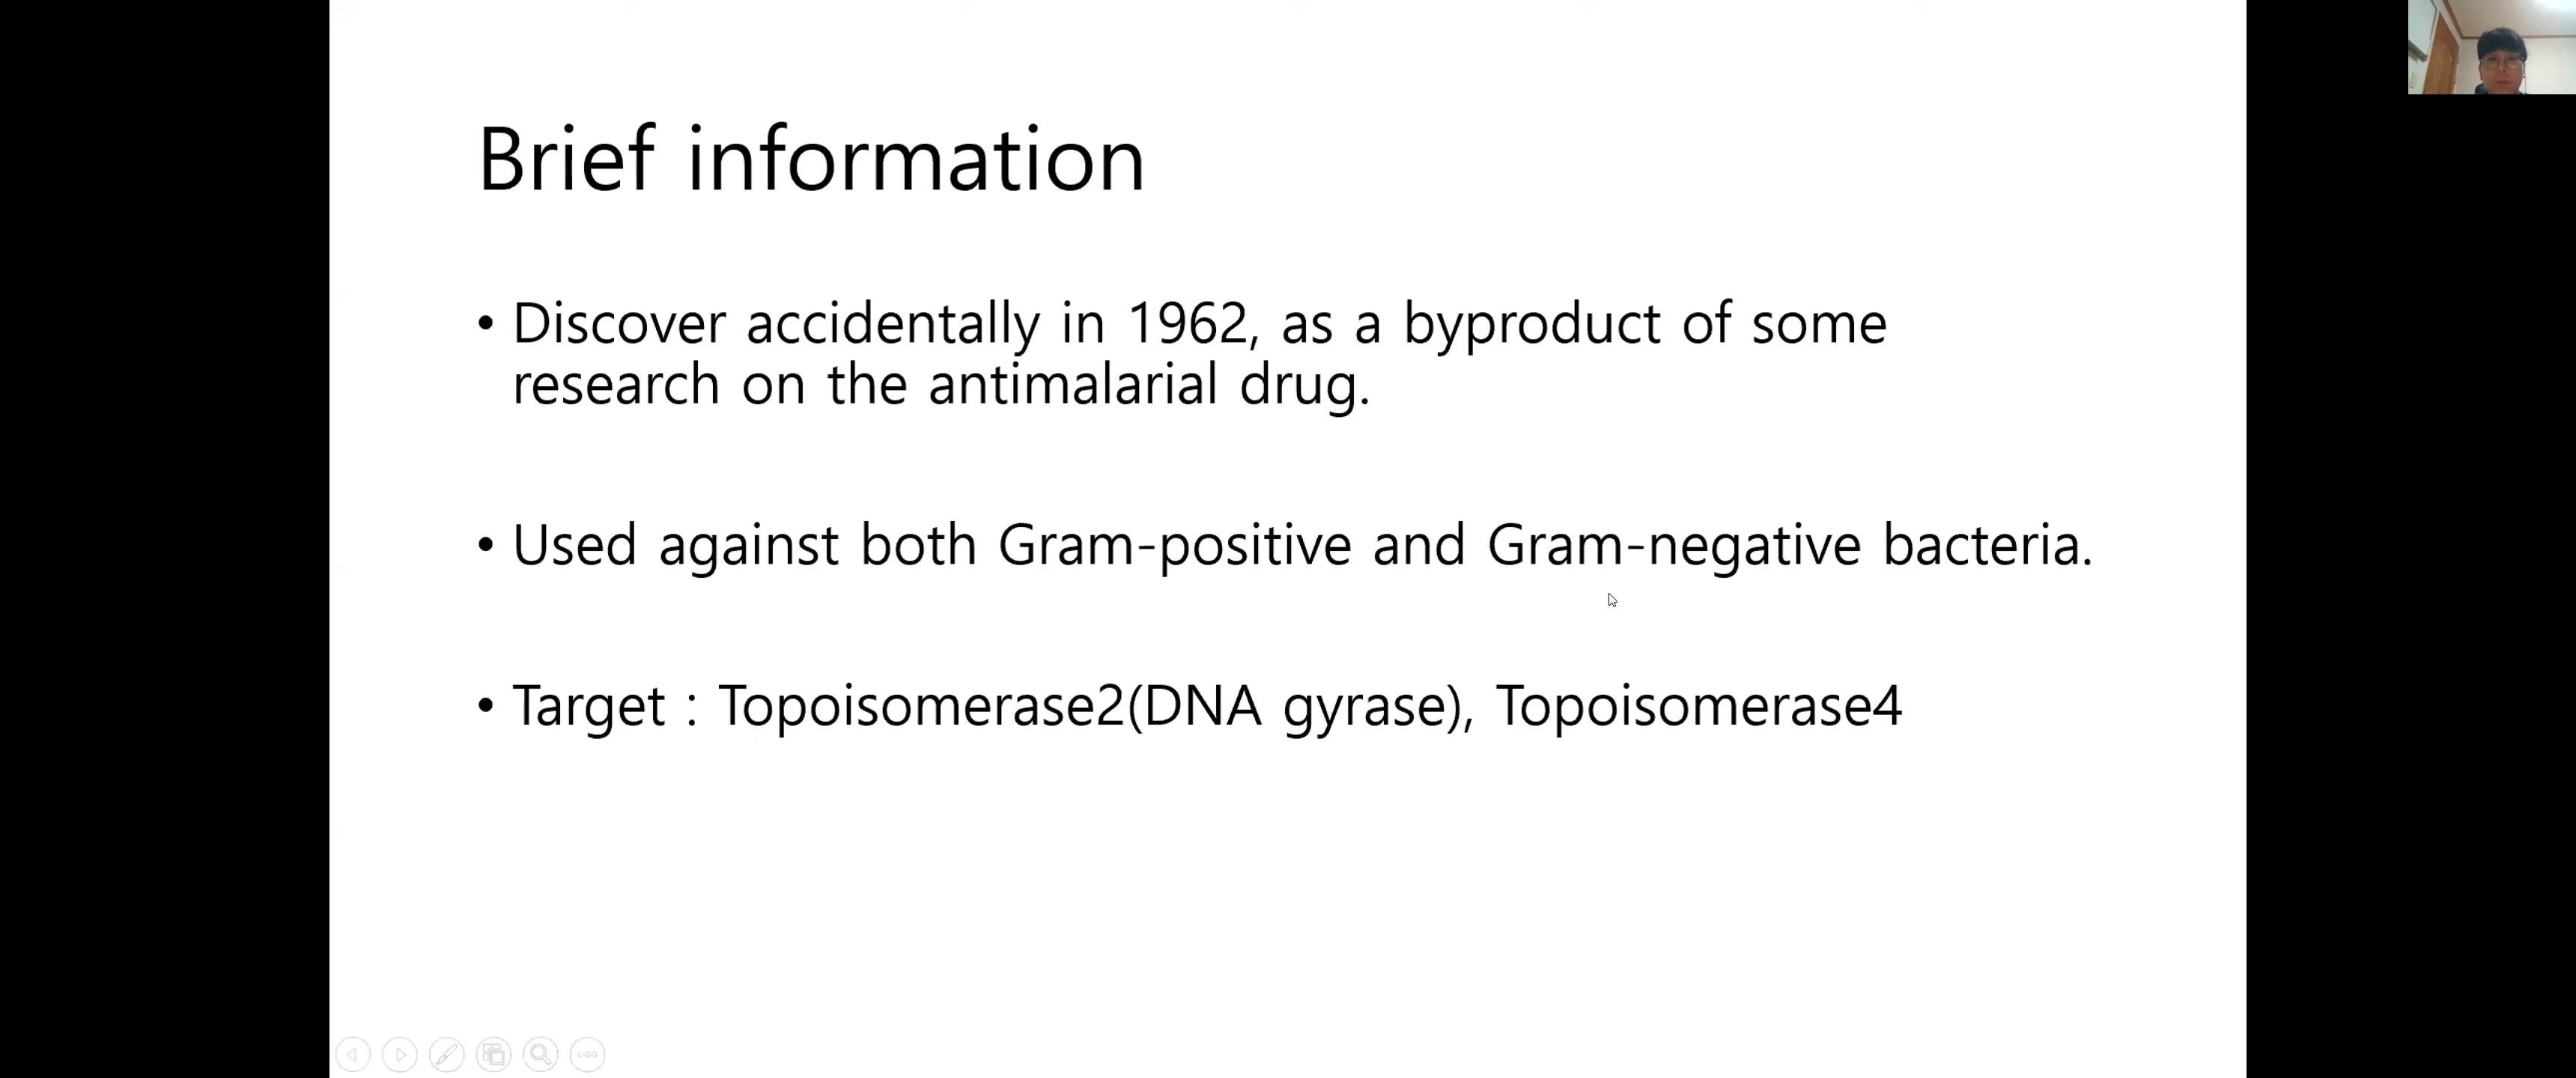 Brief information
• Discover accidentally in 1962, as a byproduct of some
research on the antimalarial drug.
• Used against both Gram-positive and Gram-negative bacteria.
• Target : Topoisomerase2(DNA gyrase), Topoisomerase4